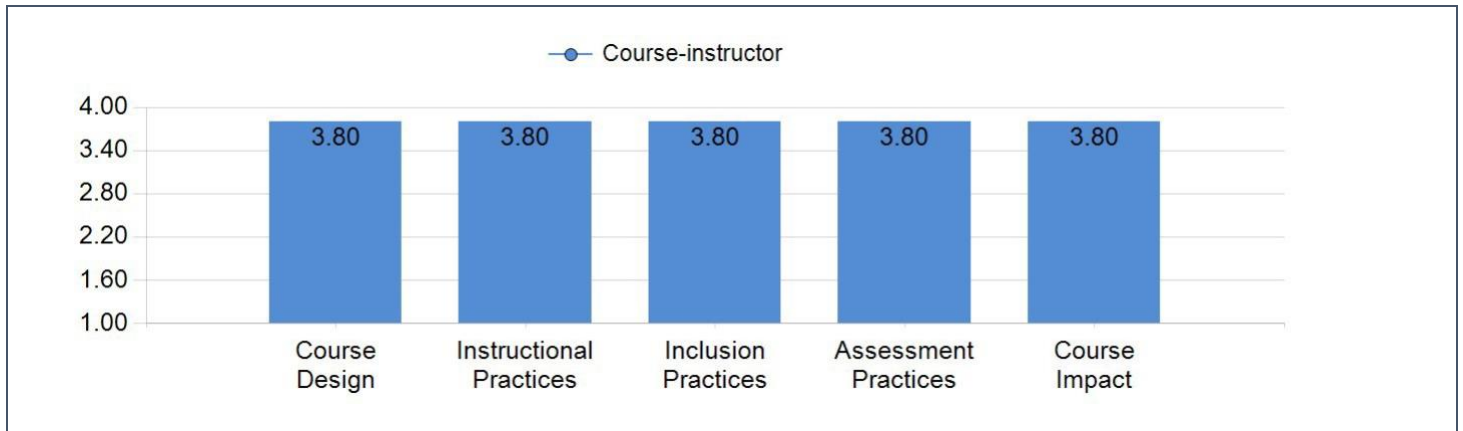 Course-instructor
4.00
3.40
2.80
2.20
1.60
1.00
3.80 3.80 3.80 3.80 3.80
Course Instructional Inclusion Assessment Course
Design Practices Practices Practices Impact